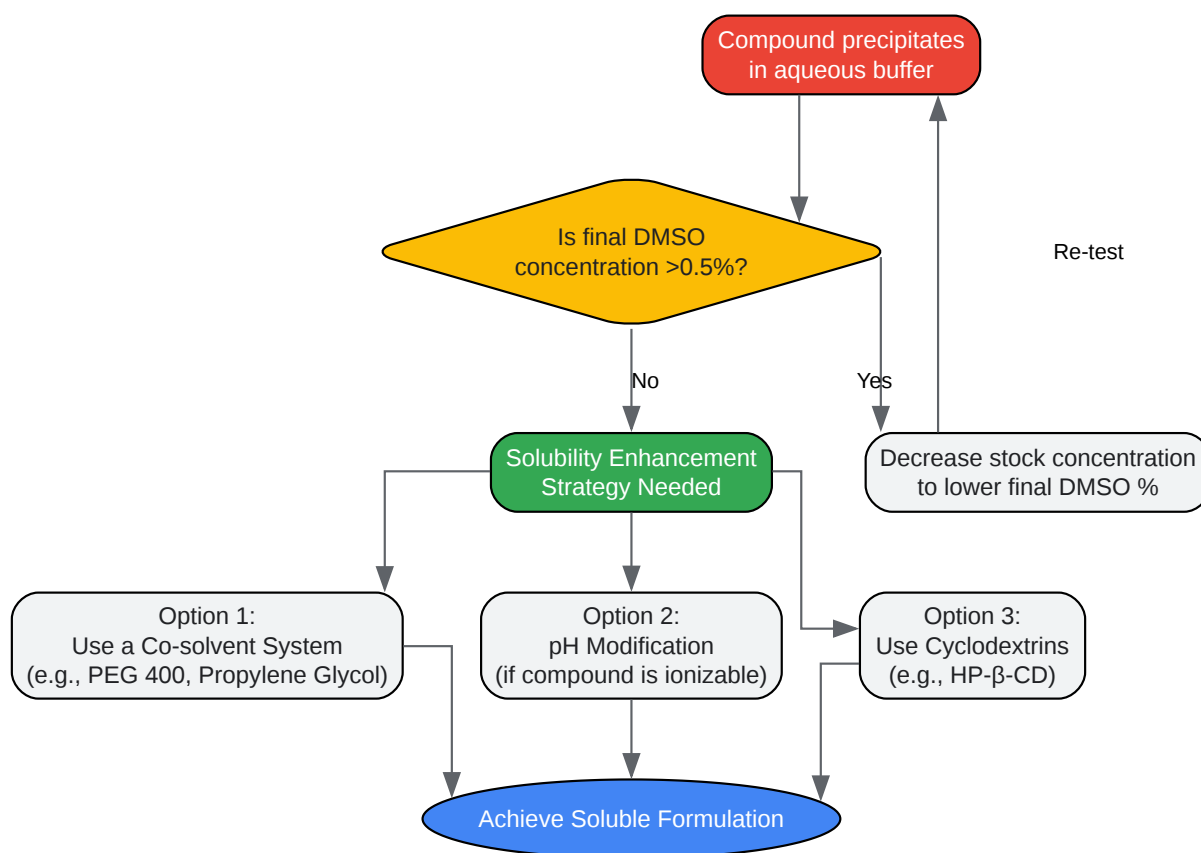 Compound precipitates
in aqueous buffer
Is final DMSO
concentration >0.5%?
Re-test
No
Yes
Solubility Enhancement
Strategy Needed
Decrease stock concentration
to lower final DMSO %
Option 1:
Use a Co-solvent System
(e.g., PEG 400, Propylene Glycol)
Option 2:
pH Modification
(if compound is ionizable)
Option 3:
Use Cyclodextrins
(e.g., HP-β-CD)
Achieve Soluble Formulation